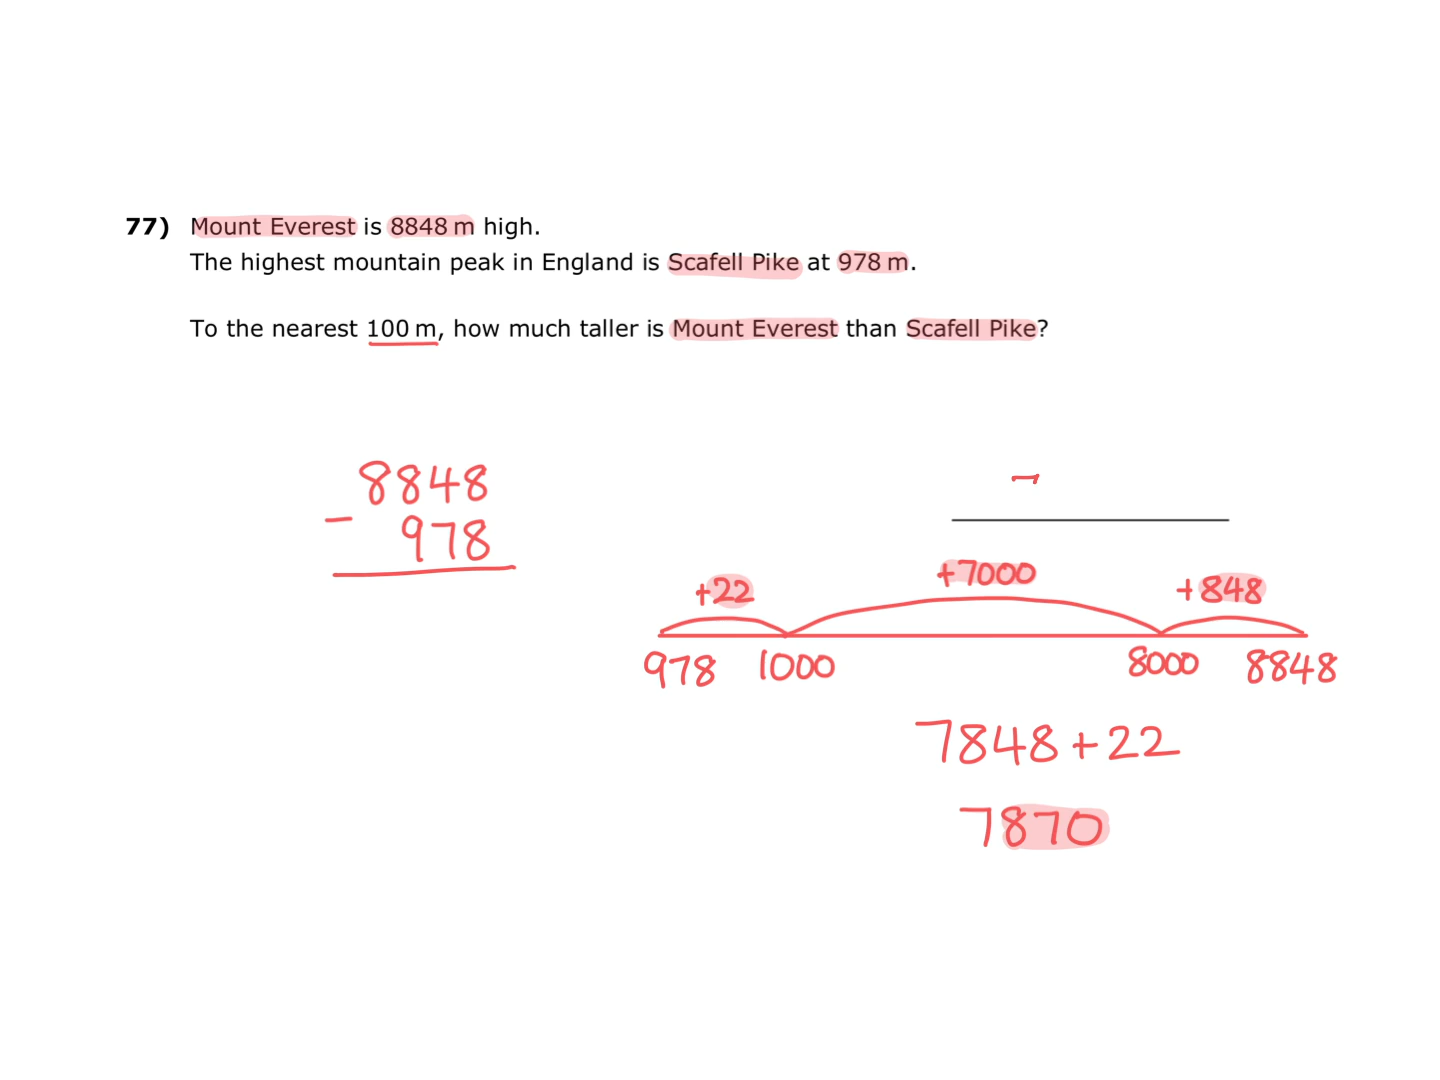 77) Mount Everest is 8848 m high.
The highest mountain peak in England is Scafell Pike at 978 m.
To the nearest 100 m, how much taller is Mount Everest than Scafell Pike?
8848
- 978
+22 +7000 +848
978 1000 8000 8848
7848 + 22
7870